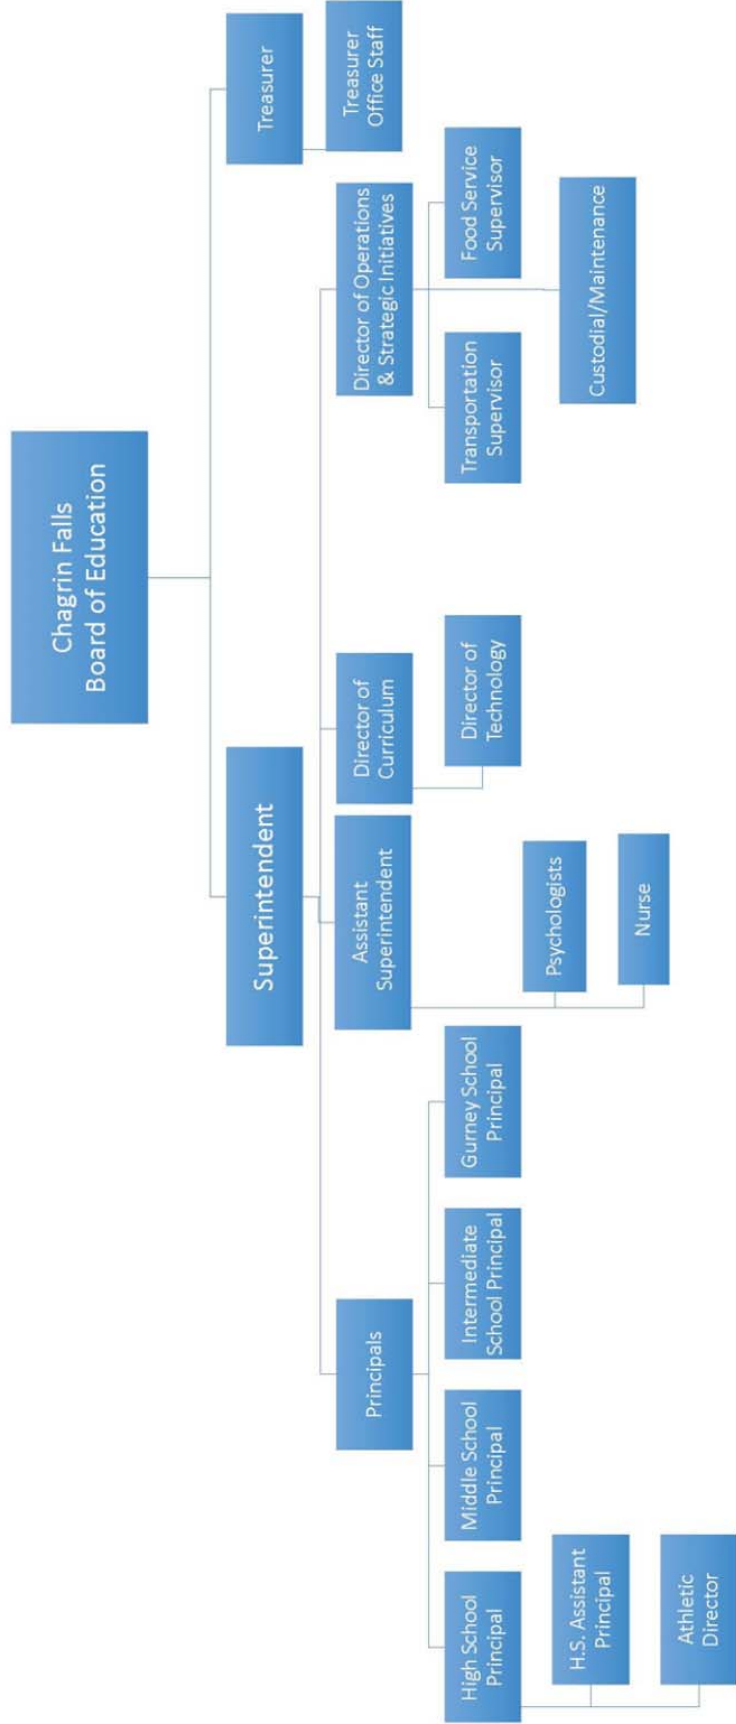 Chagrin Falls
Board of Education
Superintendent
Treasurer
Treasurer
Office Staff
Principals
Assistant
Superintendent
Director of
Curriculum
Director of Operations
& Strategic Initiatives
High School
Principal
Middle School
Principal
Intermediate
School Principal
Gurney School
Principal
Director of
Technology
Transportation
Supervisor
Food Service
Supervisor
H.S. Assistant
Principal
Athletic
Director
Psychologists
Nurse
Custodial/Maintenance